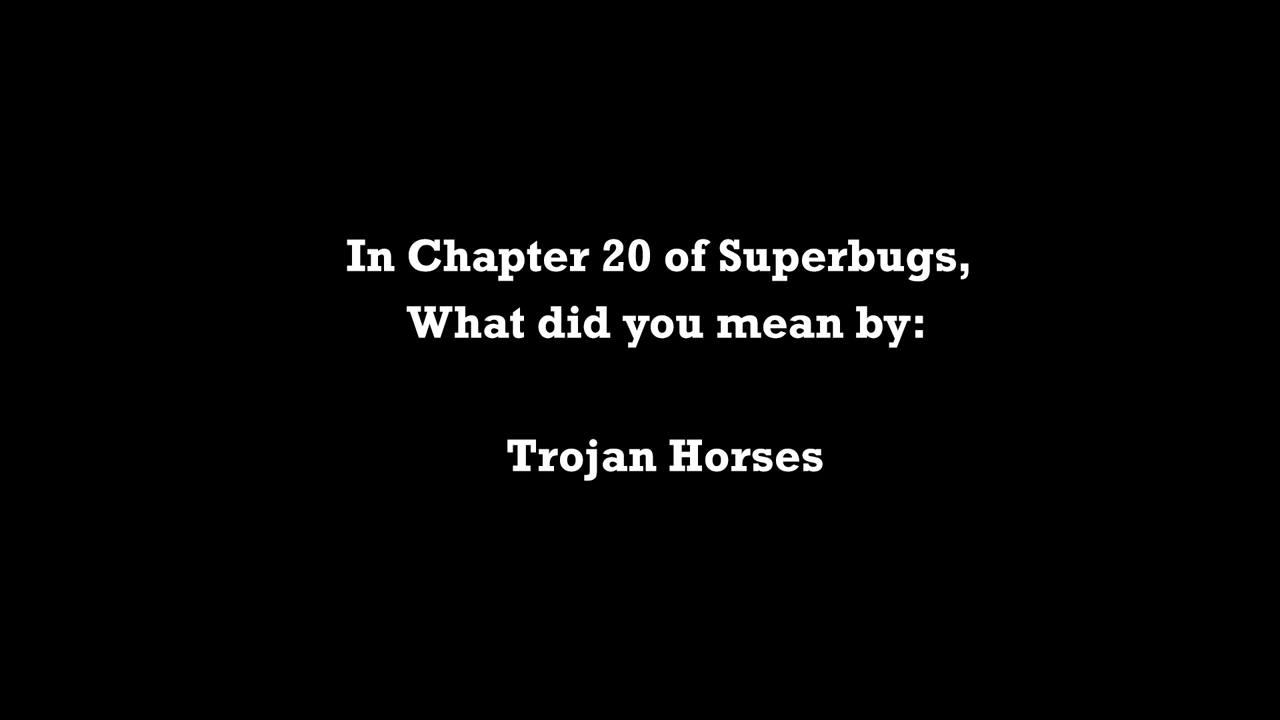 In Chapter 20 of Superbugs,
What did you mean by:
Trojan Horses